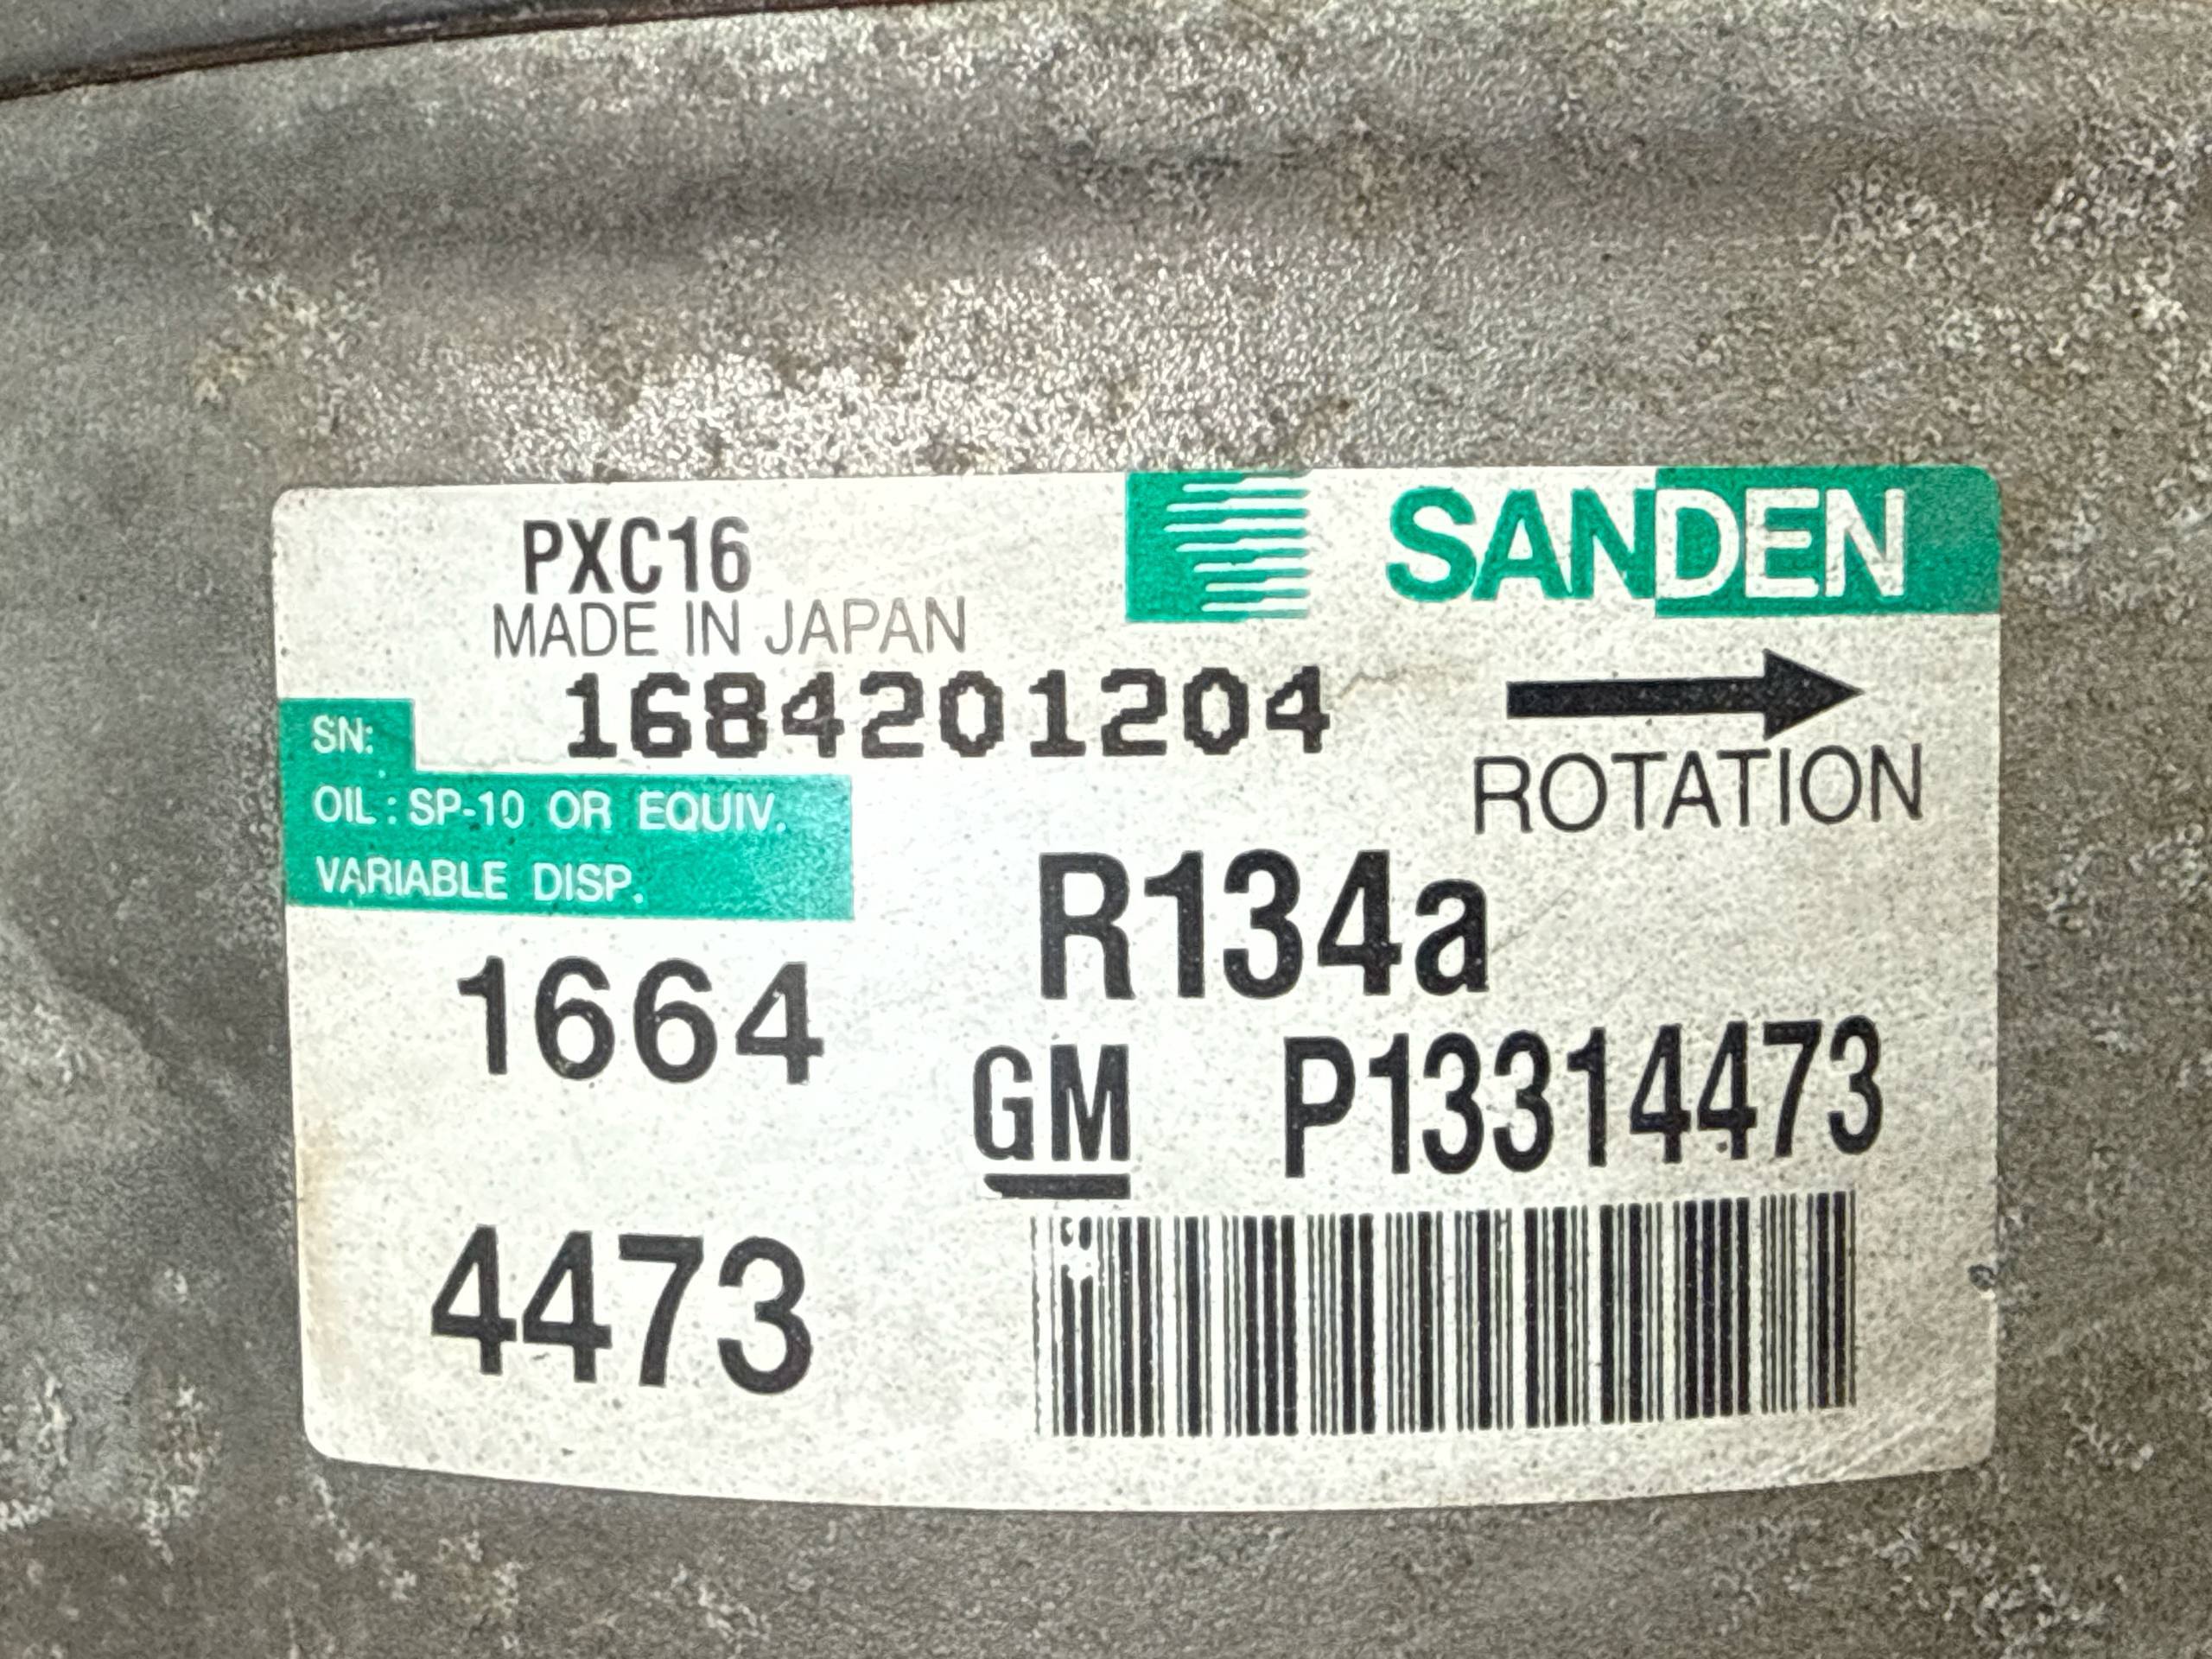 PXC16
SANDEN
MADE IN JAPAN
SN: 1684201204
ROTATION
OIL : SP-10 OR EQUIV.
VARIABLE DISP.
R134a
1664
GM P13314473
4473